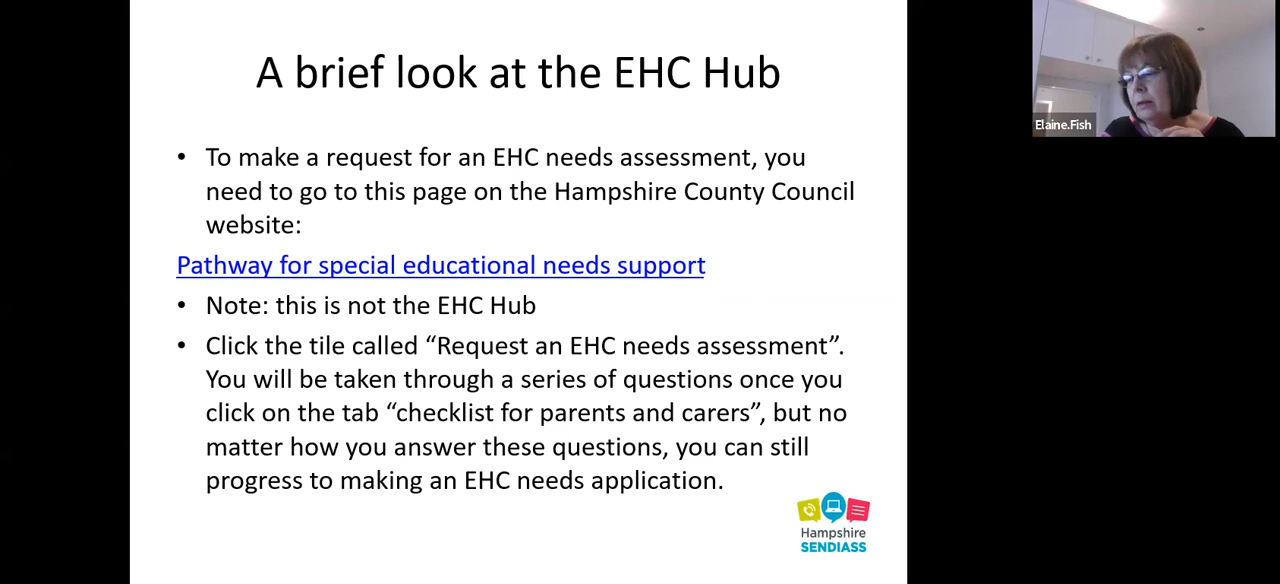 A brief look at the EHC Hub
• To make a request for an EHC needs assessment, you
need to go to this page on the Hampshire County Council
website:
Pathway for special educational needs support
• Note: this is not the EHC Hub
• Click the tile called “Request an EHC needs assessment”.
You will be taken through a series of questions once you
click on the tab “checklist for parents and carers”, but no
matter how you answer these questions, you can still
progress to making an EHC needs application.
Hampshire
SENDIASS
Elaine.Fish